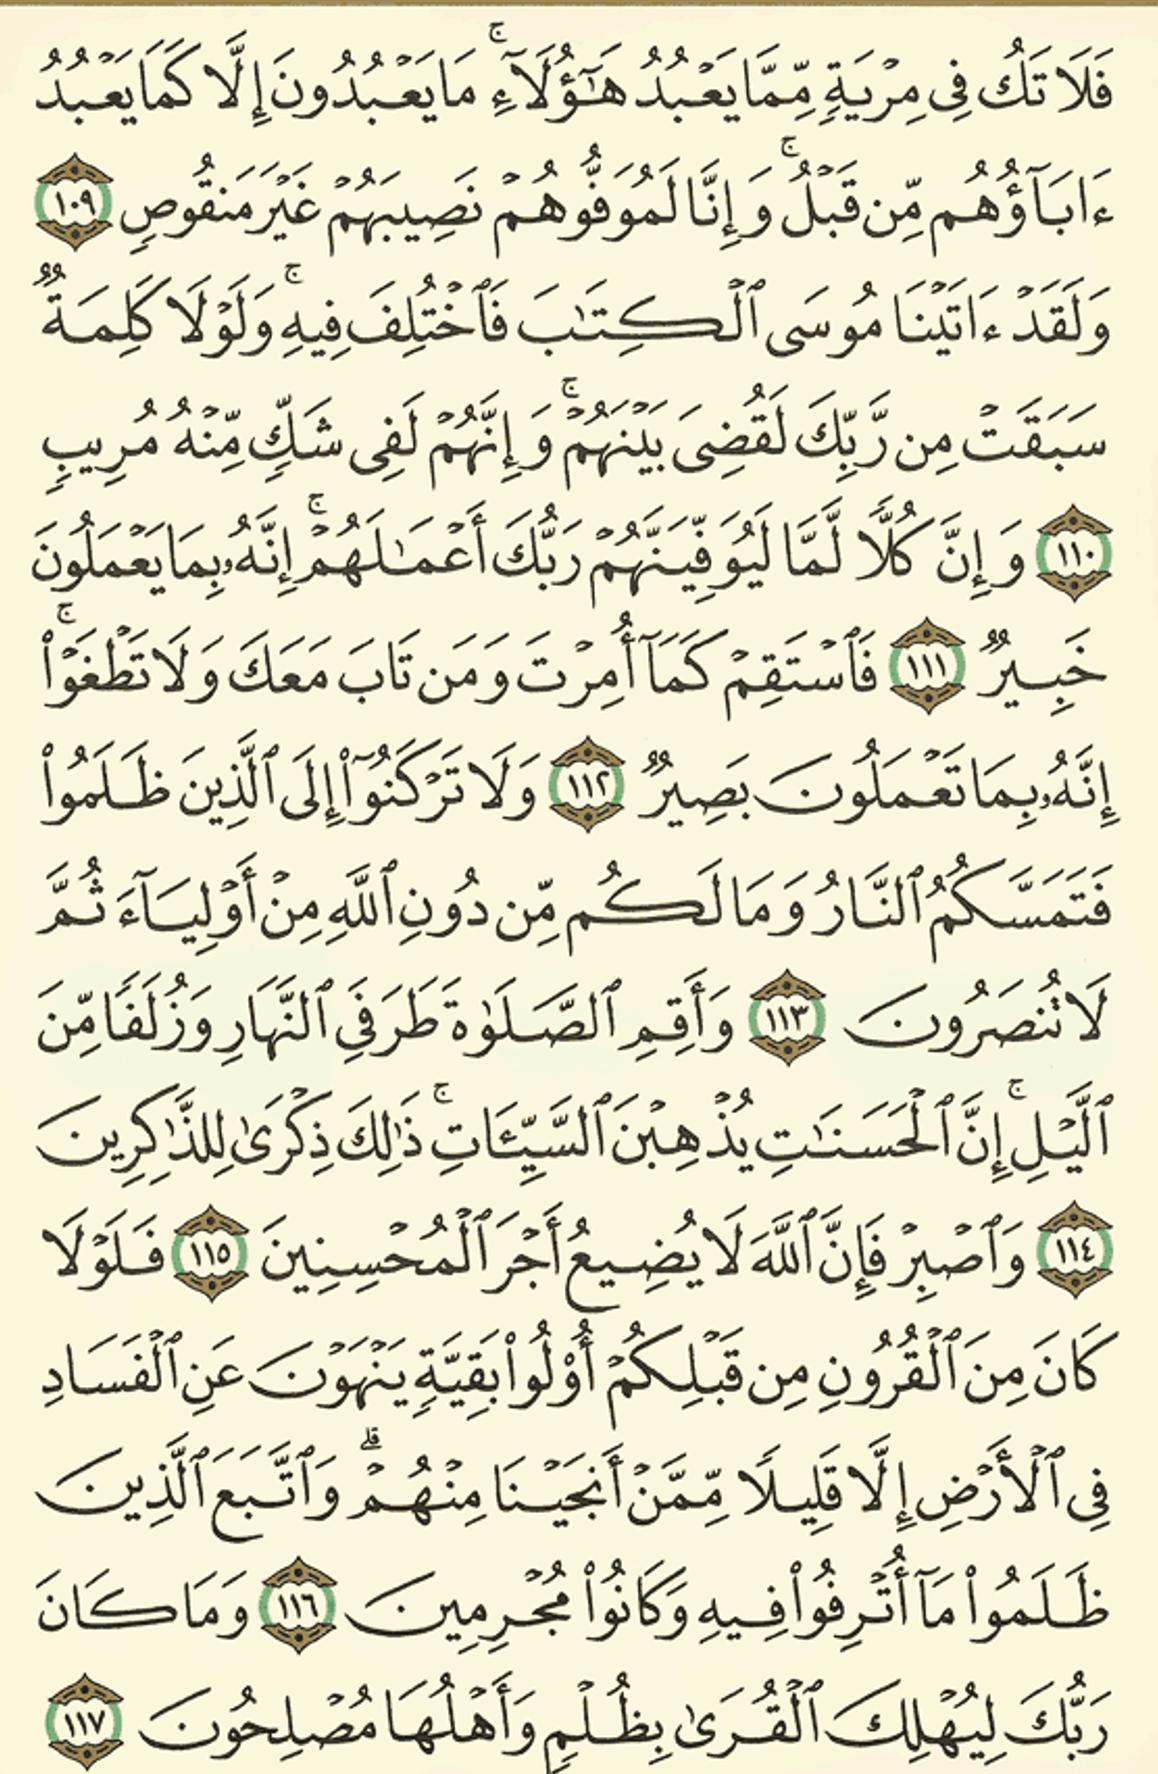 فَلَا تَكُ فِى مِرْيَةٍ مِّمَّا يَعْبُدُ هَٰٓؤُلَآءِ ۚ مَا يَعْبُدُونَ إِلَّا كَمَا يَعْبُدُ
ءَابَآؤُهُم مِّن قَبْلُ ۚ وَإِنَّا لَمُوَفُّوهُمْ نَصِيبَهُمْ غَيْرَ مَنقُوصٍ ١٠٩
وَلَقَدْ ءَاتَيْنَا مُوسَى ٱلْكِتَٰبَ فَٱخْتُلِفَ فِيهِ ۚ وَلَوْلَا كَلِمَةٌ
سَبَقَتْ مِن رَّبِّكَ لَقُضِىَ بَيْنَهُمْ ۚ وَإِنَّهُمْ لَفِى شَكٍّ مِّنْهُ مُرِيبٍ
١١٠ وَإِنَّ كُلًّا لَّمَّا لَيُوَفِّيَنَّهُمْ رَبُّكَ أَعْمَٰلَهُمْ ۚ إِنَّهُۥ بِمَا يَعْمَلُونَ
خَبِيرٌ ١١١ فَٱسْتَقِمْ كَمَآ أُمِرْتَ وَمَن تَابَ مَعَكَ وَلَا تَطْغَوْا۟ ۚ
إِنَّهُۥ بِمَا تَعْمَلُونَ بَصِيرٌ ١١٢ وَلَا تَرْكَنُوٓا۟ إِلَى ٱلَّذِينَ ظَلَمُوا۟
فَتَمَسَّكُمُ ٱلنَّارُ وَمَا لَكُم مِّن دُونِ ٱللَّهِ مِنْ أَوْلِيَآءَ ثُمَّ
لَا تُنصَرُونَ ١١٣ وَأَقِمِ ٱلصَّلَوٰةَ طَرَفَىِ ٱلنَّهَارِ وَزُلَفًا مِّنَ
ٱلَّيْلِ ۚ إِنَّ ٱلْحَسَنَٰتِ يُذْهِبْنَ ٱلسَّيِّـَٔاتِ ۚ ذَٰلِكَ ذِكْرَىٰ لِلذَّٰكِرِينَ
١١٤ وَٱصْبِرْ فَإِنَّ ٱللَّهَ لَا يُضِيعُ أَجْرَ ٱلْمُحْسِنِينَ ١١٥ فَلَوْلَا
كَانَ مِنَ ٱلْقُرُونِ مِن قَبْلِكُمْ أُو۟لُوا۟ بَقِيَّةٍ يَنْهَوْنَ عَنِ ٱلْفَسَادِ
فِى ٱلْأَرْضِ إِلَّا قَلِيلًا مِّمَّنْ أَنجَيْنَا مِنْهُمْ ۗ وَٱتَّبَعَ ٱلَّذِينَ
ظَلَمُوا۟ مَآ أُتْرِفُوا۟ فِيهِ وَكَانُوا۟ مُجْرِمِينَ ١١٦ وَمَا كَانَ
رَبُّكَ لِيُهْلِكَ ٱلْقُرَىٰ بِظُلْمٍ وَأَهْلُهَا مُصْلِحُونَ ١١٧